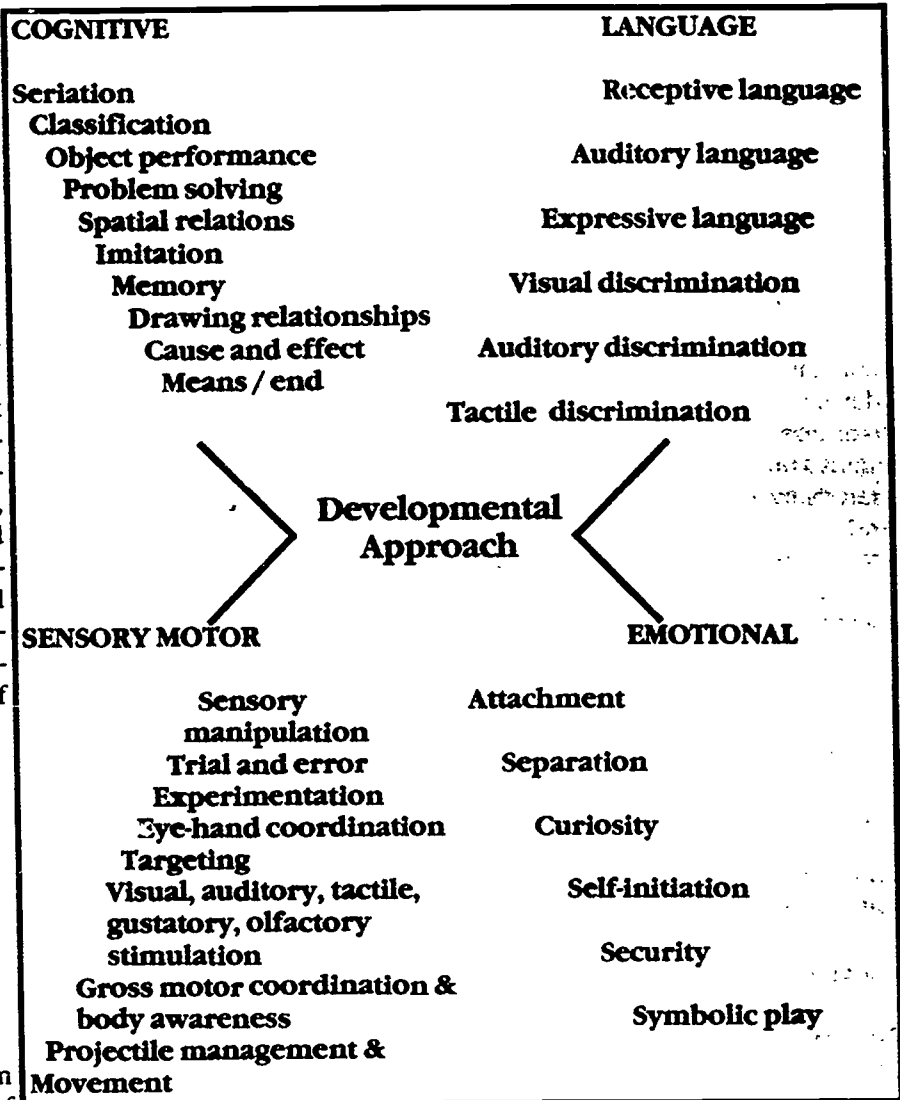 COGNITIVE
Seriation
Classification
Object performance
Problem solving
Spatial relations
Imitation
Memory
Drawing relationships
Cause and effect
Means / end
LANGUAGE
Receptive language
Auditory language
Expressive language
Visual discrimination
Auditory discrimination
Tactile discrimination
Developmental
Approach
SENSORY MOTOR
Sensory
manipulation
Trial and error
Experimentation
Eye-hand coordination
Targeting
Visual, auditory, tactile,
gustatory, olfactory
stimulation
Gross motor coordination &
body awareness
Projectile management &
Movement
EMOTIONAL
Attachment
Separation
Curiosity
Self-initiation
Security
Symbolic play